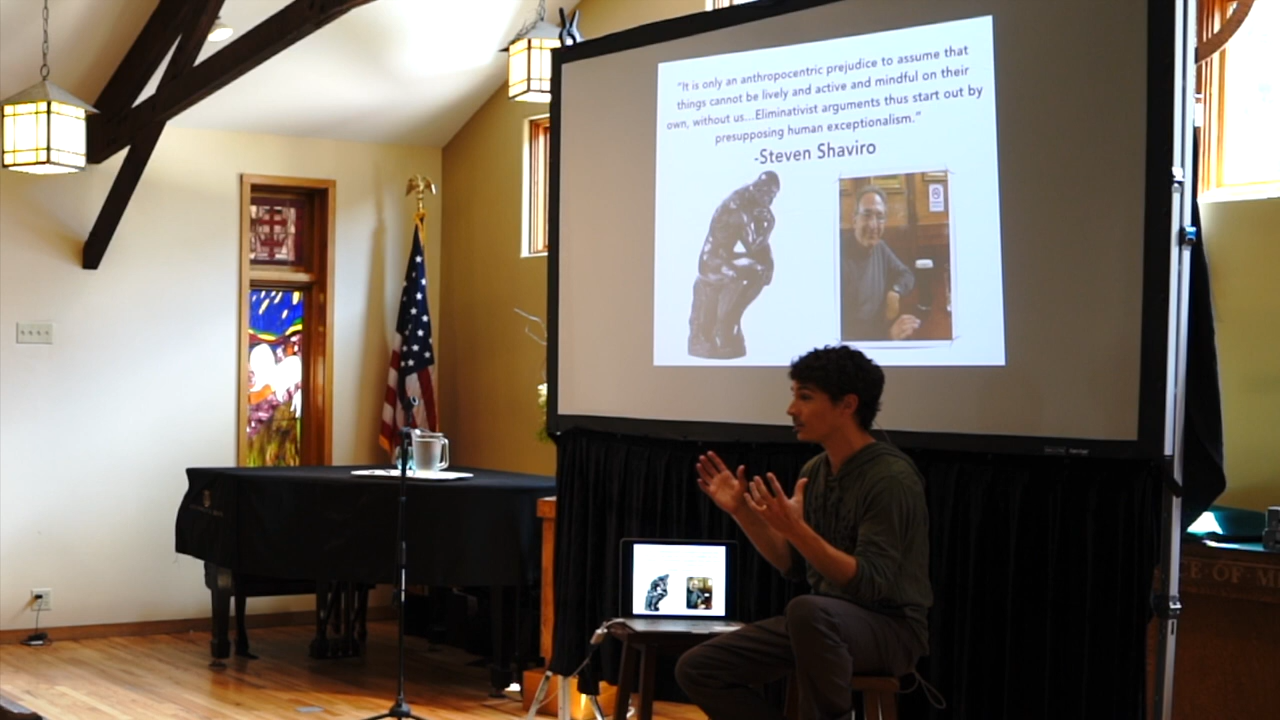 "It is only an anthropocentric prejudice to assume that
things cannot be lively and active and mindful on their
own, without us...Eliminativist arguments thus start out by
presupposing human exceptionalism."
-Steven Shaviro
E·OF·M